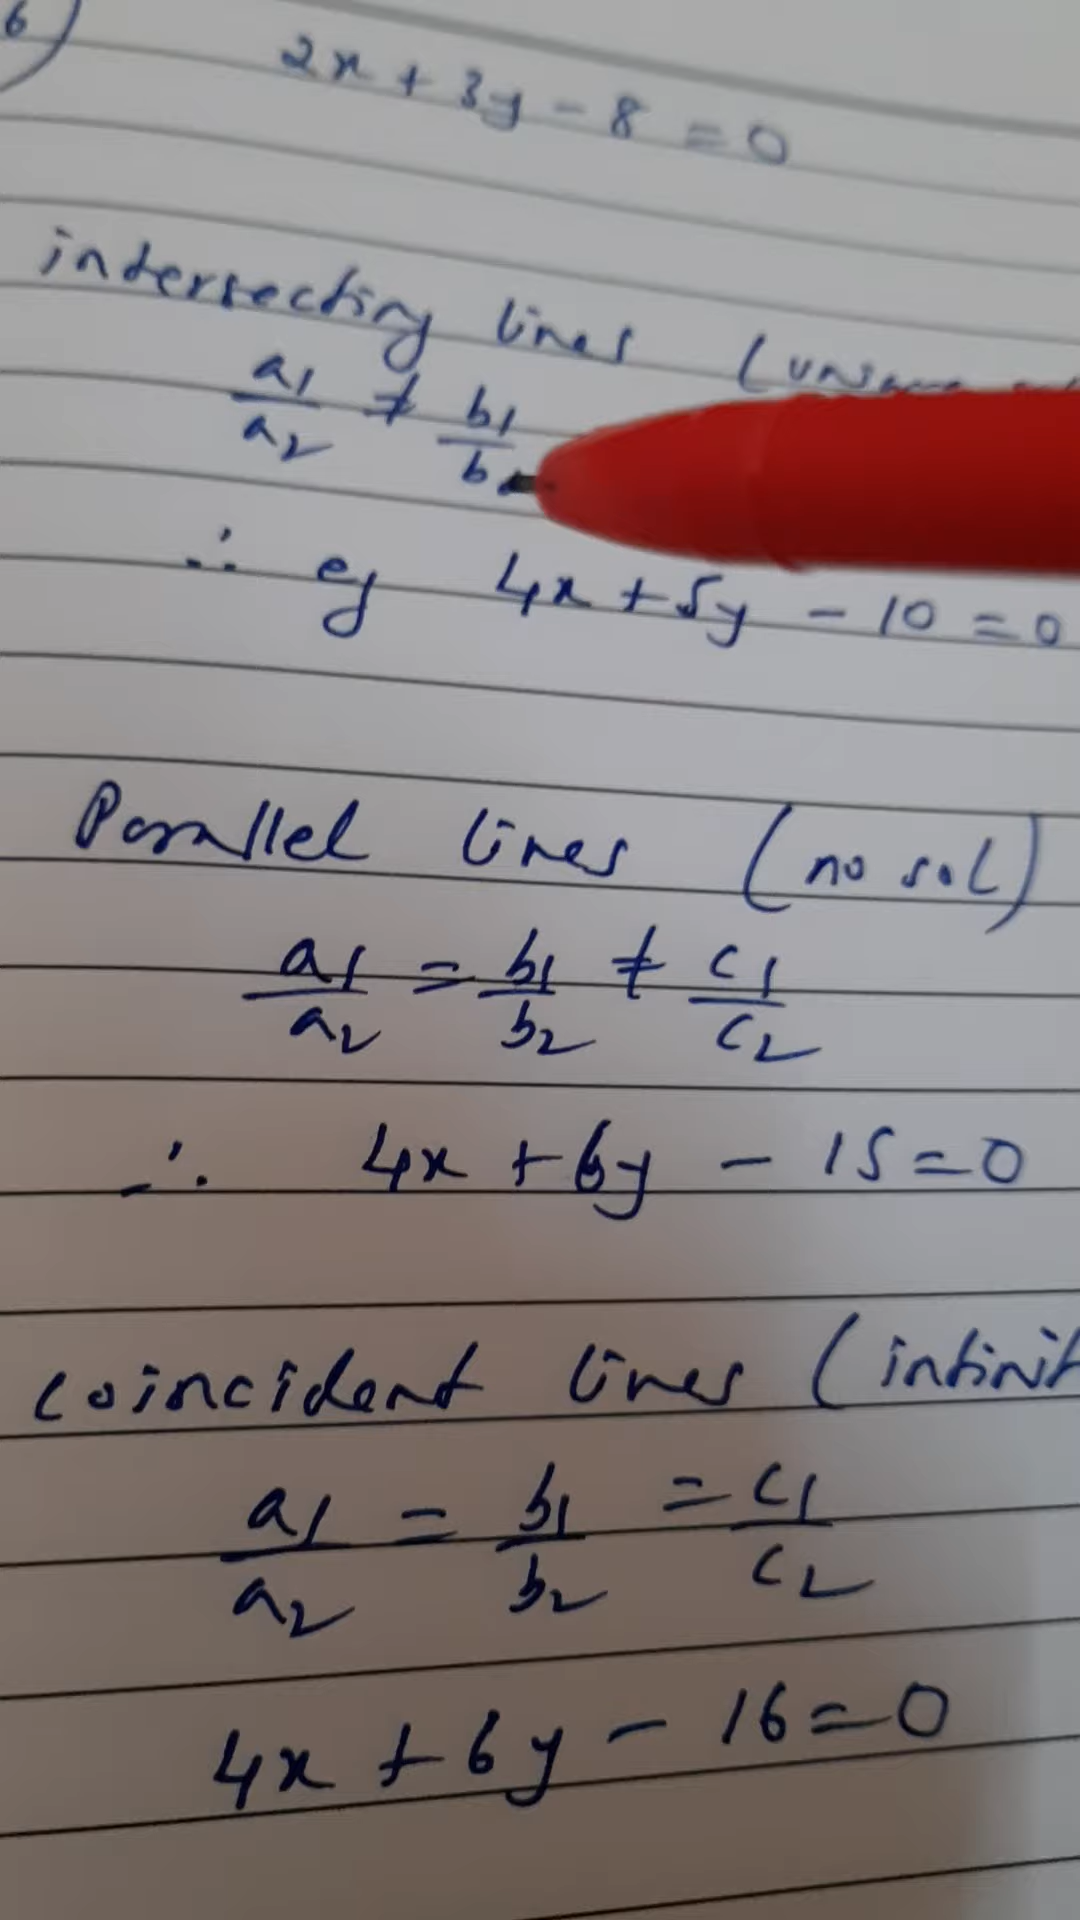 6)
2x + 3y - 8 = 0
intersecting lines (
a1/a2 ≠ b1/b
∴ eg 4x + 5y - 10 = 0
Parallel lines (no sol)
a1/a2 = b1/b2 ≠ c1/c2
∴ 4x + 6y - 15 = 0
Coincident lines (infinit
a1/a2 = b1/b2 = c1/c2
4x + 6y - 16 = 0